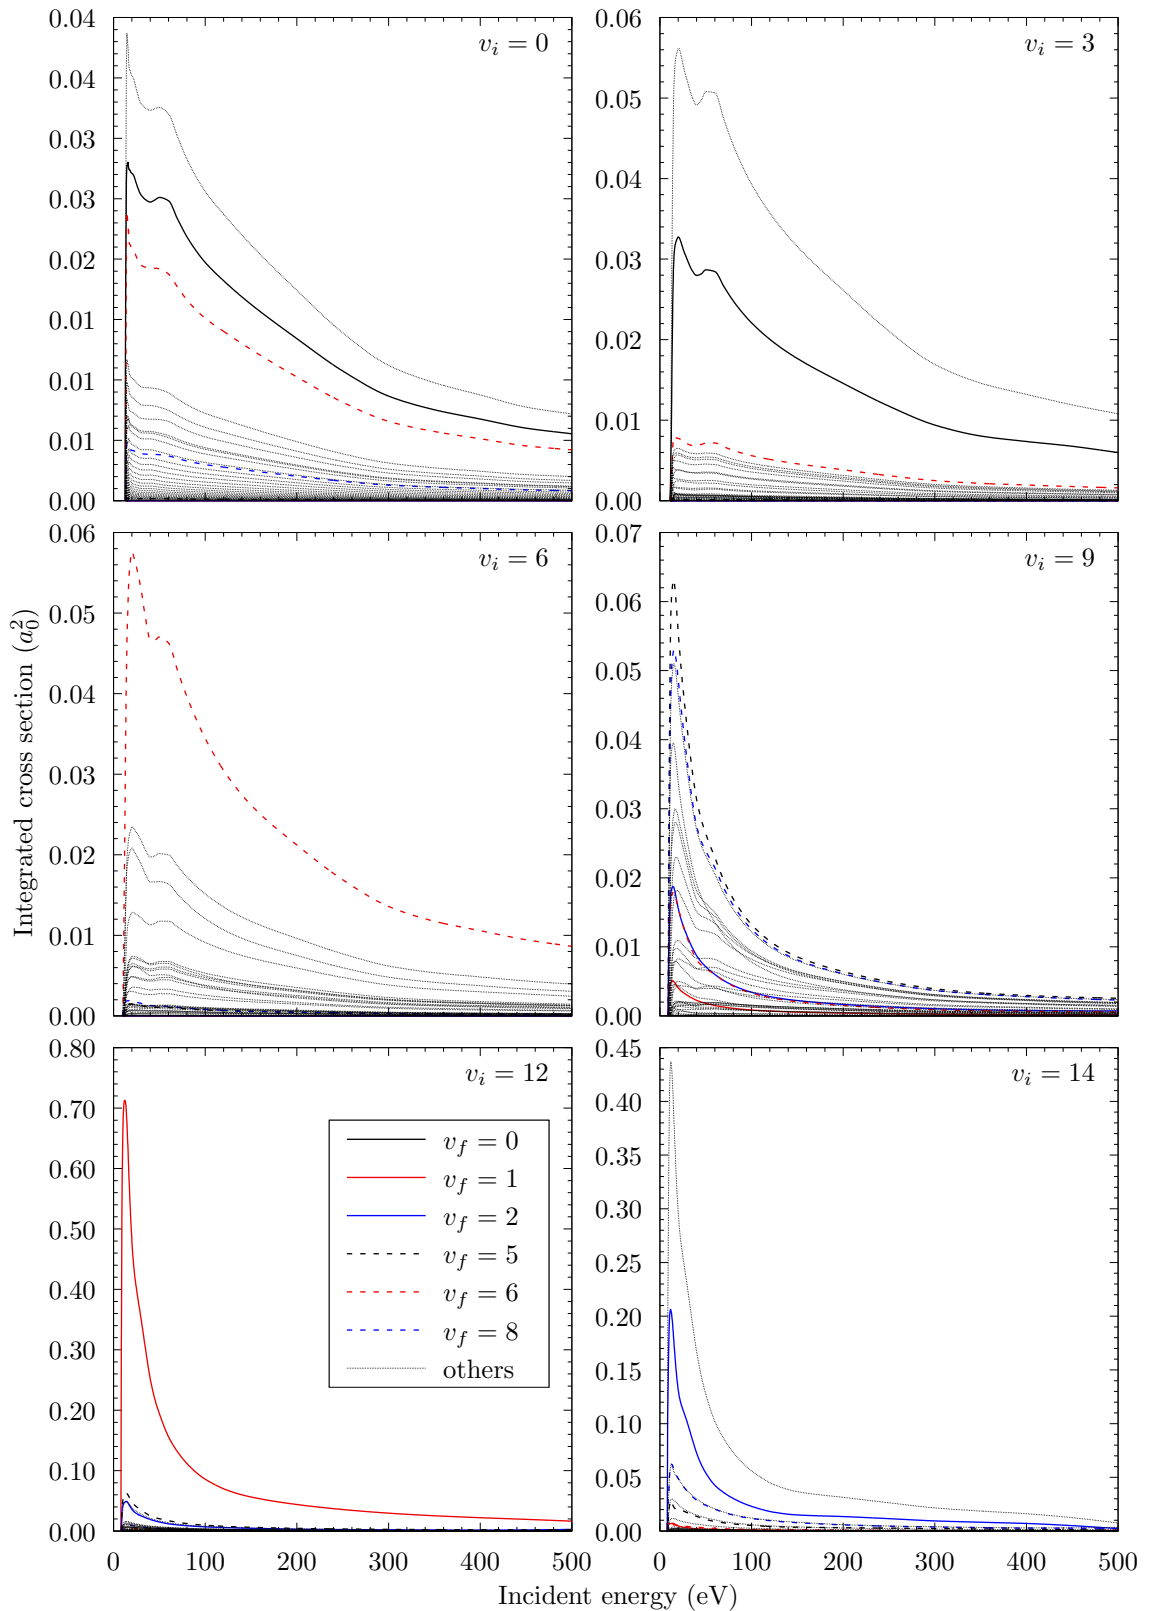 v_i = 0
0.04
0.04
0.03
0.03
0.02
0.01
0.01
0.01
0.00
v_i = 3
0.06
0.05
0.04
0.03
0.02
0.01
0.00
Integrated cross section (a_0^2)
v_i = 6
0.06
0.05
0.04
0.03
0.02
0.01
0.00
v_i = 9
0.07
0.06
0.05
0.04
0.03
0.02
0.01
0.00
v_i = 12
0.80
0.70
0.60
0.50
0.40
0.30
0.20
0.10
0.00
v_f = 0
v_f = 1
v_f = 2
v_f = 5
v_f = 6
v_f = 8
others
0 100 200 300 400 500
v_i = 14
0.45
0.40
0.35
0.30
0.25
0.20
0.15
0.10
0.05
0.00
0 100 200 300 400 500
Incident energy (eV)